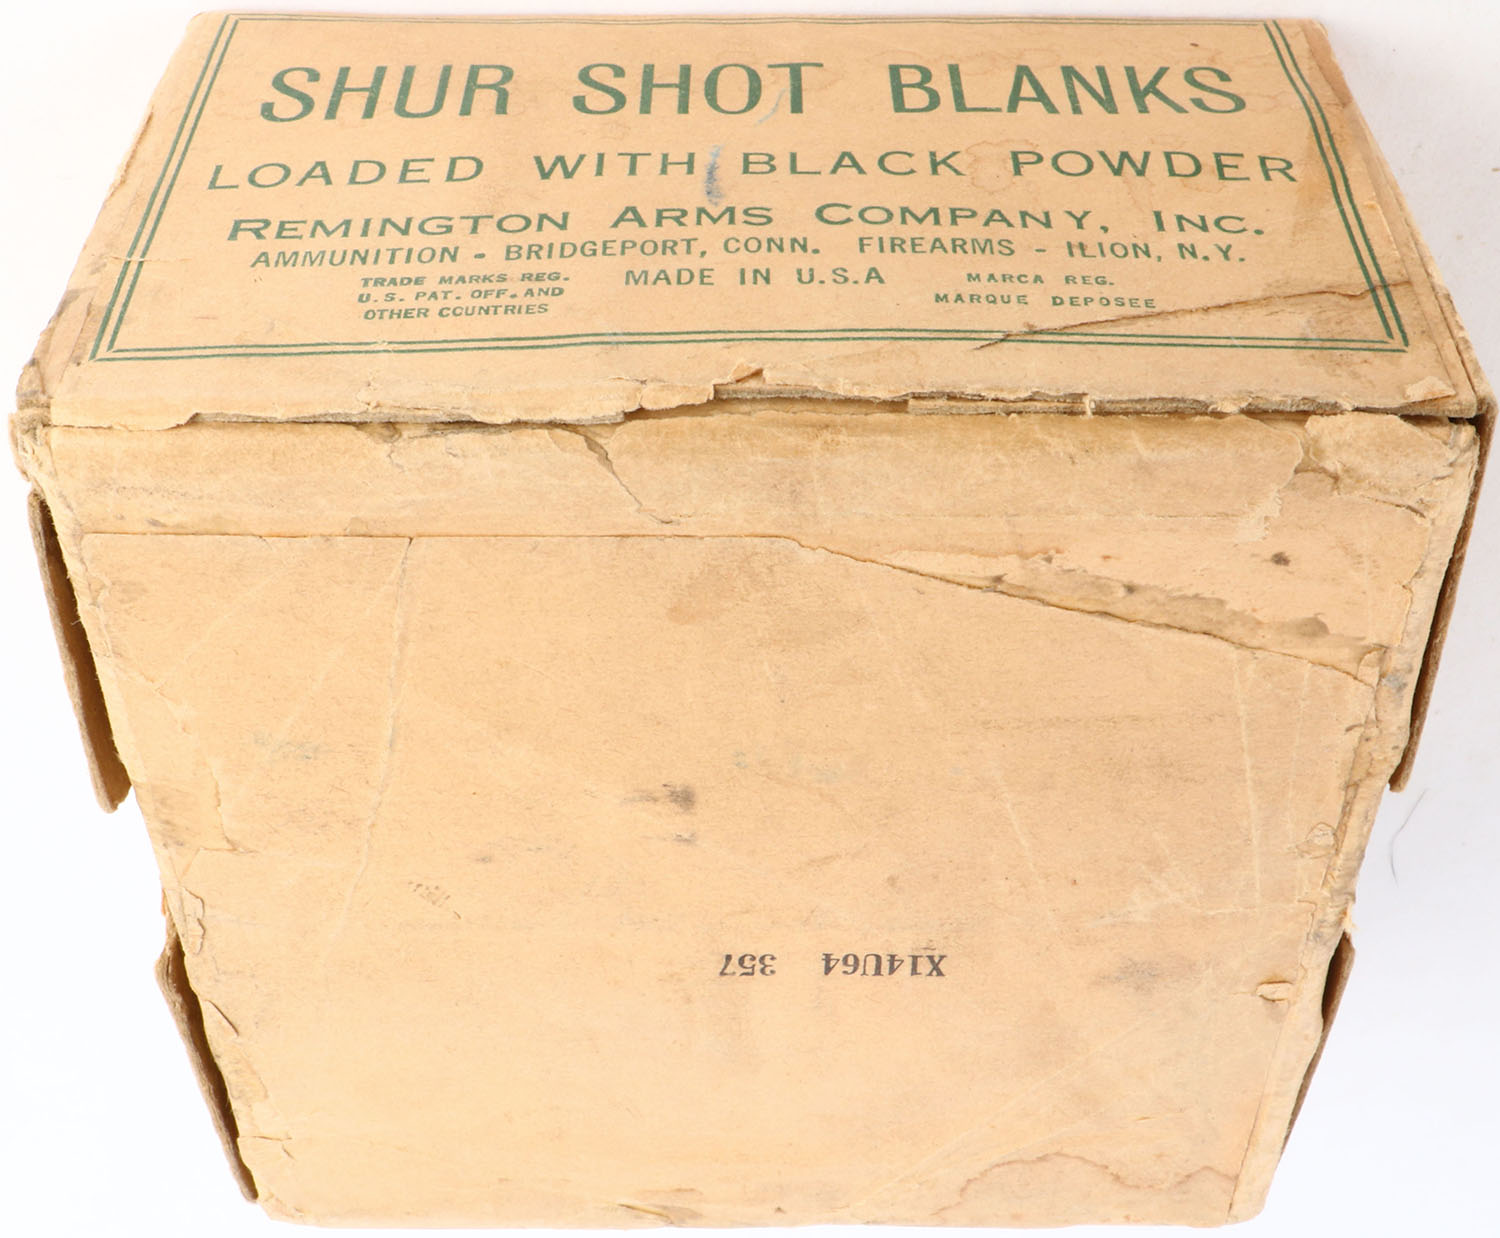 SHUR SHOT BLANKS
LOADED WITH BLACK POWDER
REMINGTON ARMS COMPANY, INC.
AMMUNITION - BRIDGEPORT, CONN. FIREARMS - ILION, N.Y.
TRADE MARKS REG.
U.S. PAT. OFF. AND
OTHER COUNTRIES
MADE IN U.S.A
MARCA REG.
MARQUE DEPOSEE
X14U64 357